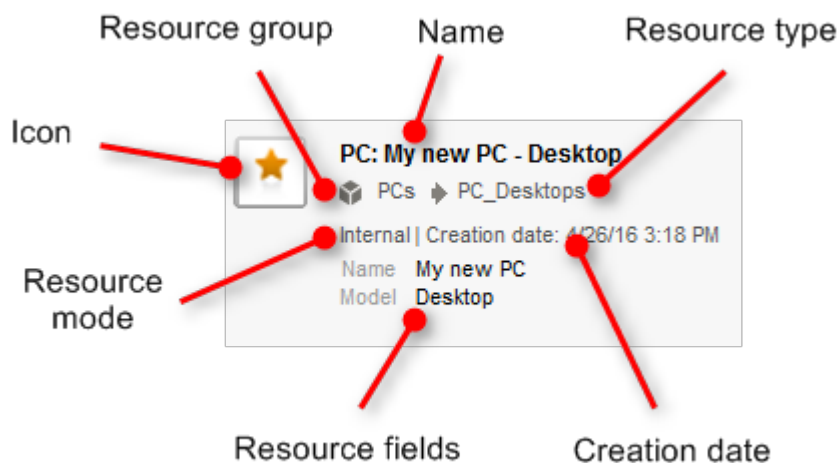 Resource group
Name
Resource type
Icon
PC: My new PC - Desktop
PCs PC_Desktops
Internal | Creation date: 4/26/16 3:18 PM
Name My new PC
Model Desktop
Resource
mode
Resource fields
Creation date